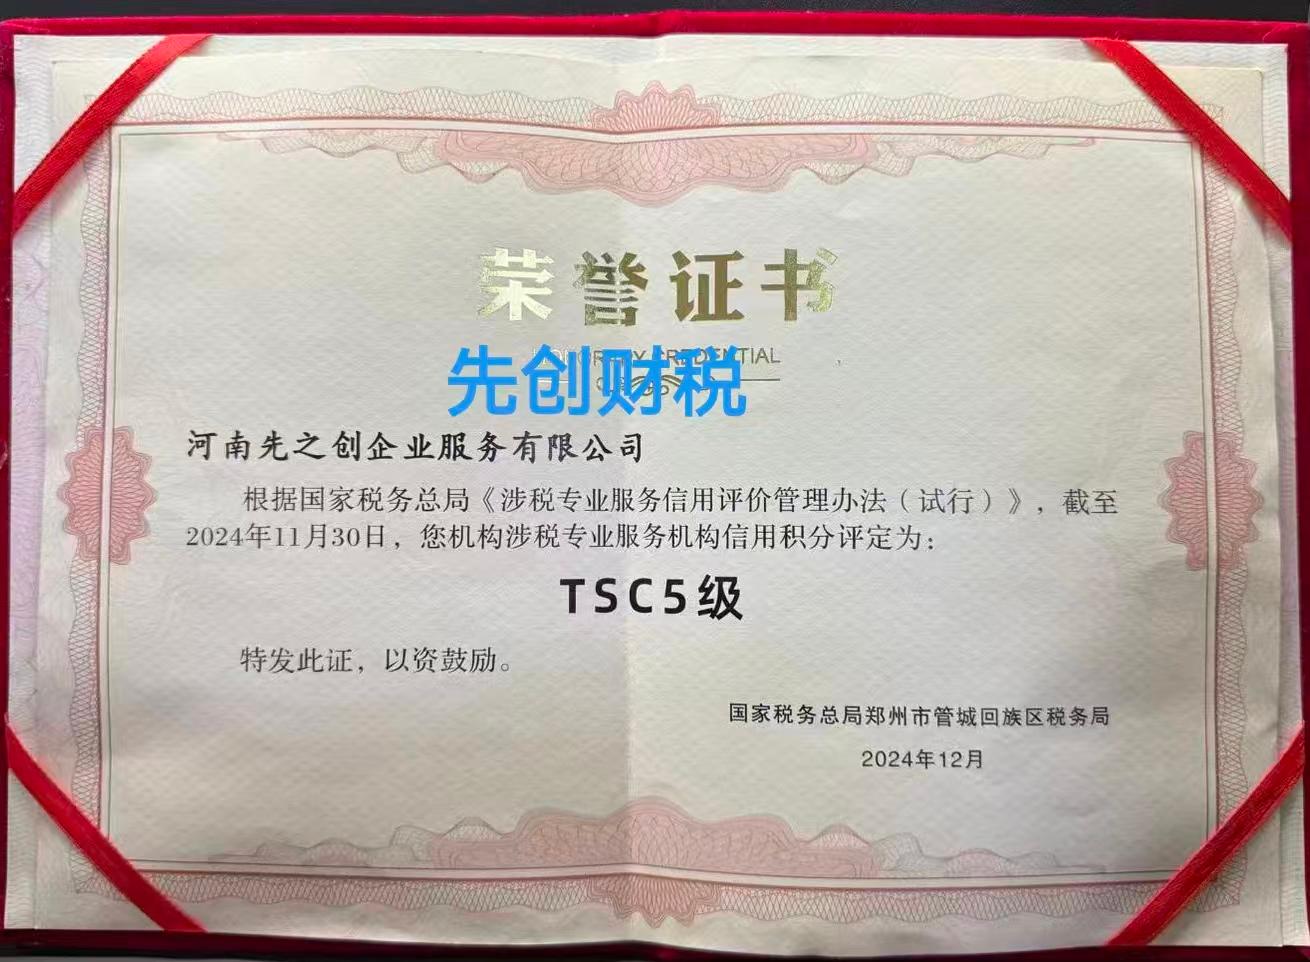 荣誉证书
HONORARY CREDENTIAL
先创财税
河南先之创企业服务有限公司
根据国家税务总局《涉税专业服务信用评价管理办法（试行）》，截至
2024年11月30日，您机构涉税专业服务机构信用积分评定为：
TSC5级
特发此证，以资鼓励。
国家税务总局郑州市管城回族区税务局
2024年12月